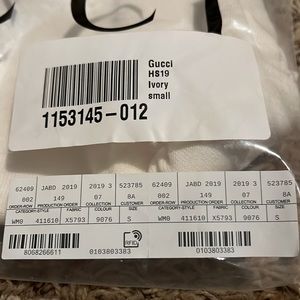 Gucci
HS19
Ivory
small
1153145-012
62409 JABD 2019 2019 3 523785 62409 JABD 2019 2019 3 523785
002 149 07 8A 002 149 07 8A
ORDER-ROW PRODUCTION ORDER COLLECTION CUSTOMER ORDER-ROW PRODUCTION ORDER COLLECTION CUSTOMER
CATEGORY-STYLE FABRIC COLOUR SIZE CATEGORY-STYLE FABRIC COLOUR SIZE
WM0 411610 X5793 9076 S WM0 411610 X5793 9076 S
8068266611 0103803383 RFID 0103803383